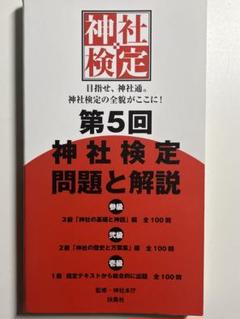 神社検定
目指せ、神社通。
神社検定の全貌がここに！
第5回
神社検定
問題と解説
参級
3級「神社の基礎と神話」編 全100問
弐級
2級「神社の歴史と万葉集」編 全100問
壱級
1級 検定テキストから総合的に出題 全100問
監修・神社本庁
扶桑社